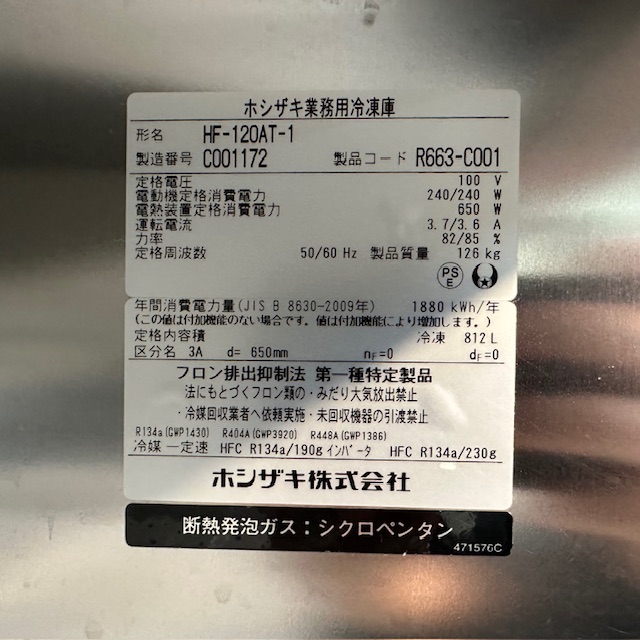 ホシザキ業務用冷凍庫
形名 HF-120AT-1
製造番号 C001172 製品コード R663-C001
定格電圧 100 V
電動機定格消費電力 240/240 W
電熱装置定格消費電力 650 W
運転電流 3.7/3.6 A
力率 82/85 %
定格周波数 50/60 Hz 製品質量 126 kg
PSE
年間消費電力量(JIS B 8630-2009年) 1880 kWh/年
(この値は付加機能のない場合です。値は付加機能により増加します。)
定格内容積 冷凍 812 L
区分名 3A d= 650mm nF=0 dF=0
フロン排出抑制法 第一種特定製品
法にもとづくフロン類の・みだり大気放出禁止
・冷媒回収業者へ依頼実施・未回収機器の引渡禁止
R134a(GWP1430) R404A(GWP3920) R448A(GWP1386)
冷媒 一定速 HFC R134a/190g インバータ HFC R134a/230g
ホシザキ株式会社
断熱発泡ガス：シクロペンタン
471576C